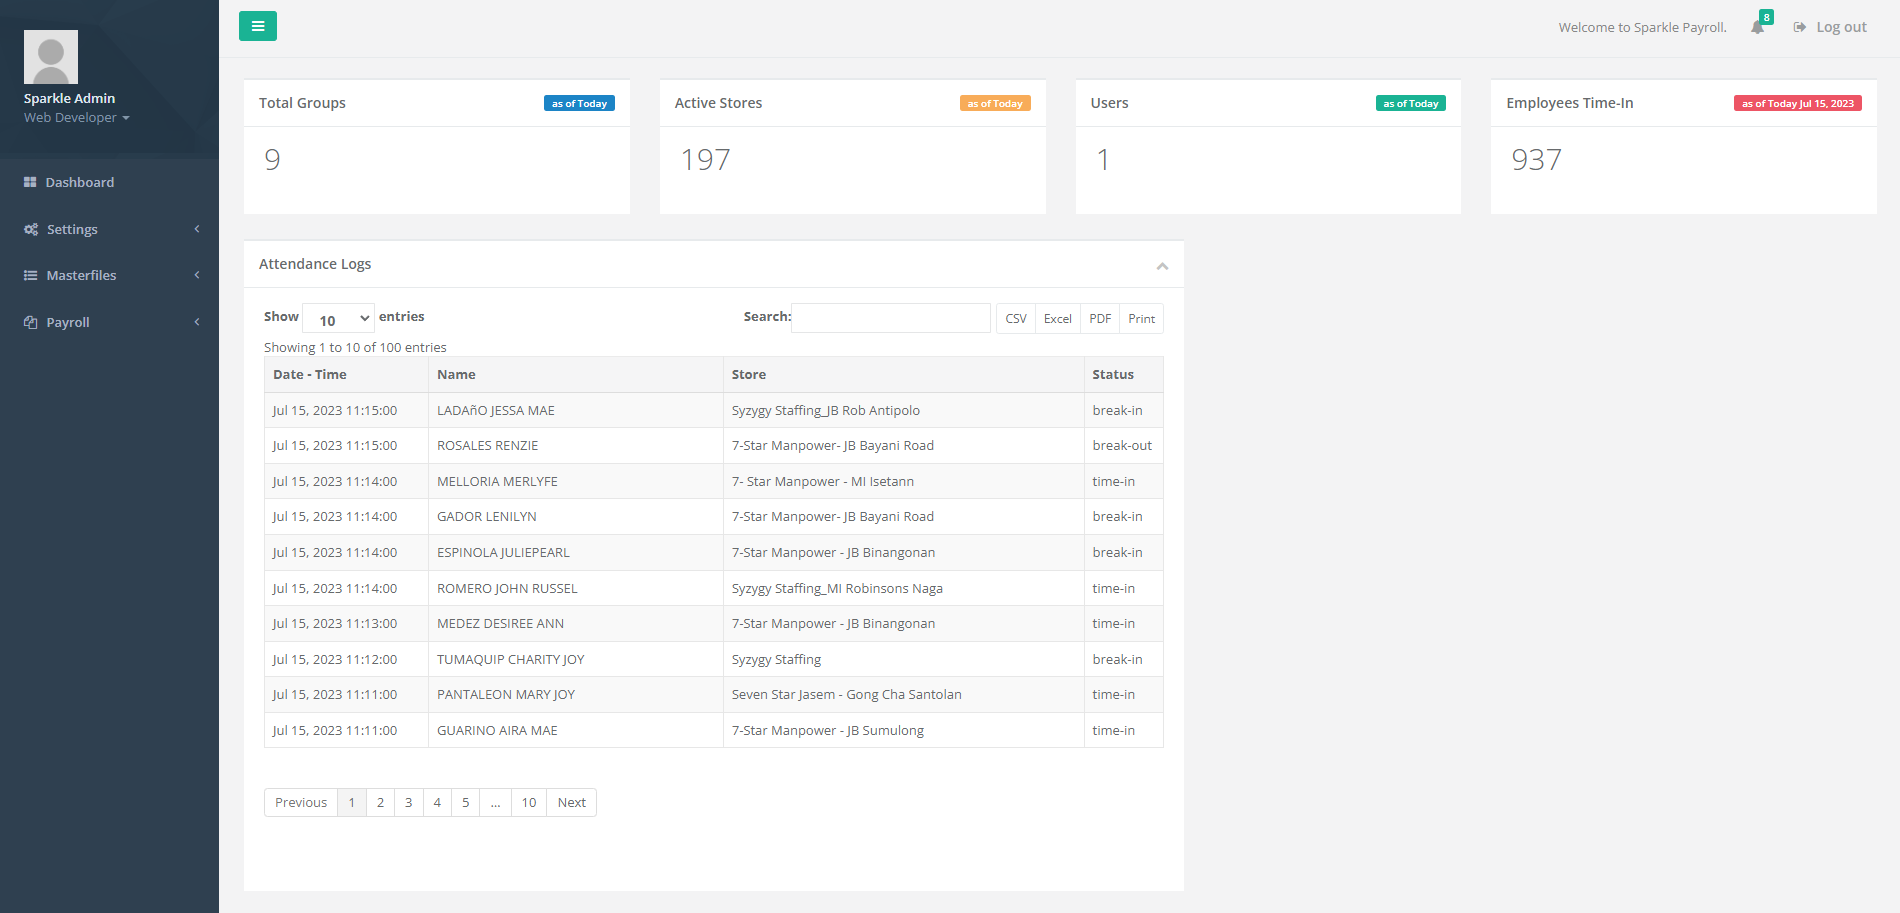 Sparkle Admin
Web Developer
Dashboard
Settings
Masterfiles
Payroll
Welcome to Sparkle Payroll.
8
Log out
Total Groups as of Today
9
Active Stores as of Today
197
Users as of Today
1
Employees Time-In as of Today Jul 15, 2023
937
Attendance Logs
Show 10 entries Search: CSV Excel PDF Print
Showing 1 to 10 of 100 entries
Date - Time Name Store Status
Jul 15, 2023 11:15:00 LADAñO JESSA MAE Syzygy Staffing_JB Rob Antipolo break-in
Jul 15, 2023 11:15:00 ROSALES RENZIE 7-Star Manpower- JB Bayani Road break-out
Jul 15, 2023 11:14:00 MELLORIA MERLYFE 7- Star Manpower - MI Isetann time-in
Jul 15, 2023 11:14:00 GADOR LENILYN 7-Star Manpower- JB Bayani Road break-in
Jul 15, 2023 11:14:00 ESPINOLA JULIEPEARL 7-Star Manpower - JB Binangonan break-in
Jul 15, 2023 11:14:00 ROMERO JOHN RUSSEL Syzygy Staffing_MI Robinsons Naga time-in
Jul 15, 2023 11:13:00 MEDEZ DESIREE ANN 7-Star Manpower - JB Binangonan time-in
Jul 15, 2023 11:12:00 TUMAQUIP CHARITY JOY Syzygy Staffing break-in
Jul 15, 2023 11:11:00 PANTALEON MARY JOY Seven Star Jasem - Gong Cha Santolan time-in
Jul 15, 2023 11:11:00 GUARINO AIRA MAE 7-Star Manpower - JB Sumulong time-in
Previous 1 2 3 4 5 ... 10 Next